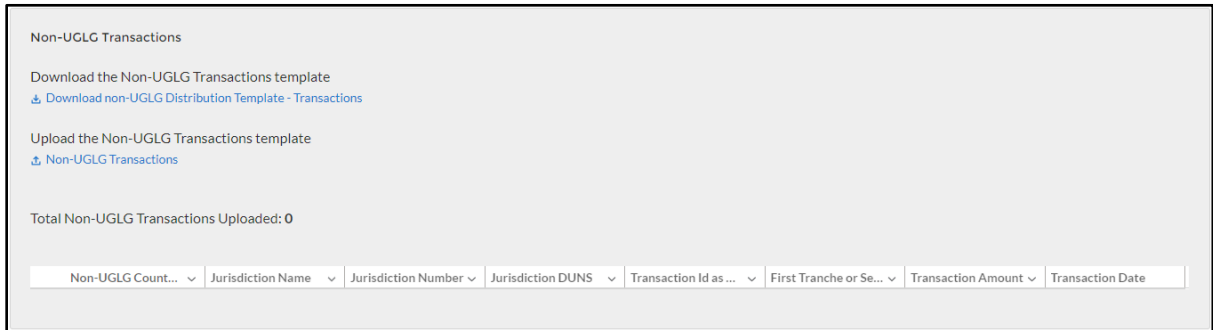 Non-UGLG Transactions
Download the Non-UGLG Transactions template
Download non-UGLG Distribution Template - Transactions
Upload the Non-UGLG Transactions template
Non-UGLG Transactions
Total Non-UGLG Transactions Uploaded: 0
Non-UGLG Count... Jurisdiction Name Jurisdiction Number Jurisdiction DUNS Transaction Id as ... First Tranche or Se... Transaction Amount Transaction Date